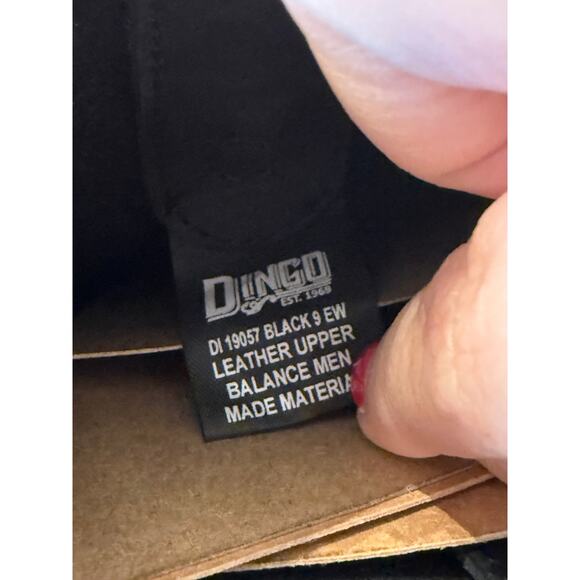 DINGO
EST. 1969
DI 19057 BLACK 9 EW
LEATHER UPPER
BALANCE MEN
MADE MATERIA